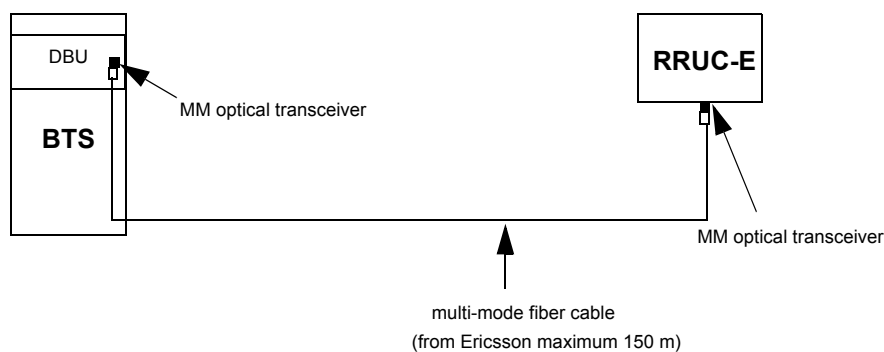 DBU
RRUC-E
MM optical transceiver
BTS
MM optical transceiver
multi-mode fiber cable
(from Ericsson maximum 150 m)